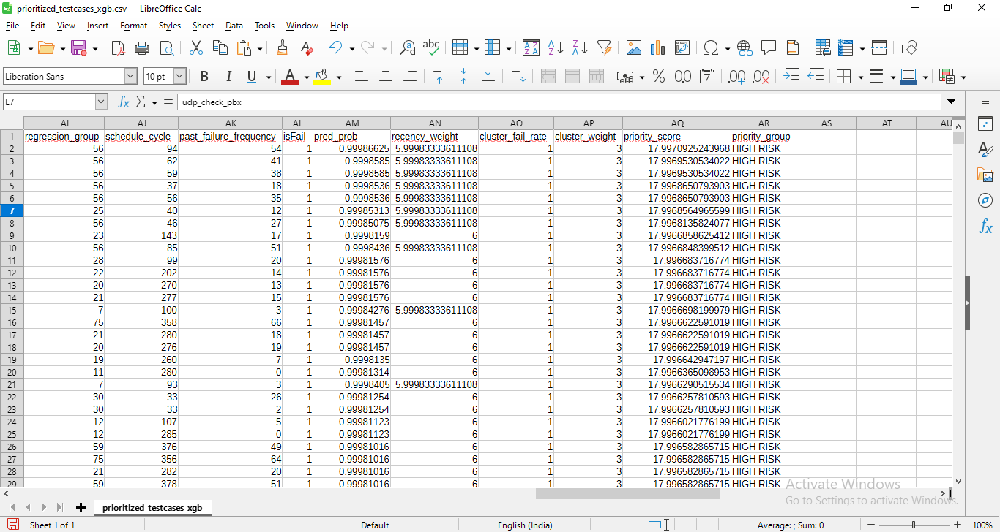 prioritized_testcases_xgb.csv — LibreOffice Calc
File Edit View Insert Format Styles Sheet Data Tools Window Help
Liberation Sans 10 pt
E7 udp_check_pbx
AI AJ AK AL AM AN AO AP AQ AR AS AT AU
1 regression_group schedule_cycle past_failure_frequency isFail pred_prob recency_weight cluster_fail_rate cluster_weight priority_score priority_group
2 56 94 54 1 0.99986625 5.99983333611108 1 3 17.9970925243968 HIGH RISK
3 56 62 41 1 0.9998585 5.99983333611108 1 3 17.9969530534022 HIGH RISK
4 56 59 38 1 0.9998585 5.99983333611108 1 3 17.9969530534022 HIGH RISK
5 56 37 18 1 0.9998536 5.99983333611108 1 3 17.9968650793903 HIGH RISK
6 56 56 35 1 0.9998536 5.99983333611108 1 3 17.9968650793903 HIGH RISK
7 25 40 12 1 0.99985313 5.99983333611108 1 3 17.9968564965599 HIGH RISK
8 56 46 27 1 0.99985075 5.99983333611108 1 3 17.9968135824077 HIGH RISK
9 23 143 17 1 0.9998159 6 1 3 17.9966858625412 HIGH RISK
10 56 85 51 1 0.9998436 5.99983333611108 1 3 17.9966848399512 HIGH RISK
11 28 99 20 1 0.99981576 6 1 3 17.996683716774 HIGH RISK
12 22 202 14 1 0.99981576 6 1 3 17.996683716774 HIGH RISK
13 20 270 13 1 0.99981576 6 1 3 17.996683716774 HIGH RISK
14 21 277 15 1 0.99981576 6 1 3 17.996683716774 HIGH RISK
15 7 100 3 1 0.99984276 5.99983333611108 1 3 17.9966698199979 HIGH RISK
16 75 358 66 1 0.99981457 6 1 3 17.9966622591019 HIGH RISK
17 21 280 18 1 0.99981457 6 1 3 17.9966622591019 HIGH RISK
18 20 276 19 1 0.99981457 6 1 3 17.9966622591019 HIGH RISK
19 19 260 7 1 0.9998135 6 1 3 17.996642947197 HIGH RISK
20 11 280 0 1 0.99981314 6 1 3 17.9966365098953 HIGH RISK
21 7 93 3 1 0.9998405 5.99983333611108 1 3 17.9966290515534 HIGH RISK
22 30 33 26 1 0.99981254 6 1 3 17.9966257810593 HIGH RISK
23 30 33 2 1 0.99981254 6 1 3 17.9966257810593 HIGH RISK
24 12 107 5 1 0.99981123 6 1 3 17.9966021776199 HIGH RISK
25 12 285 0 1 0.99981123 6 1 3 17.9966021776199 HIGH RISK
26 59 376 49 1 0.99981016 6 1 3 17.996582865715 HIGH RISK
27 75 356 64 1 0.99981016 6 1 3 17.996582865715 HIGH RISK
28 21 282 20 1 0.99981016 6 1 3 17.996582865715 HIGH RISK
29 59 378 51 1 0.99981016 6 1 3 17.996582865715 HIGH RISK
Activate Windows
Go to Settings to activate Windows.
prioritized_testcases_xgb
Sheet 1 of 1 Default English (India) Average: ; Sum: 0 100%